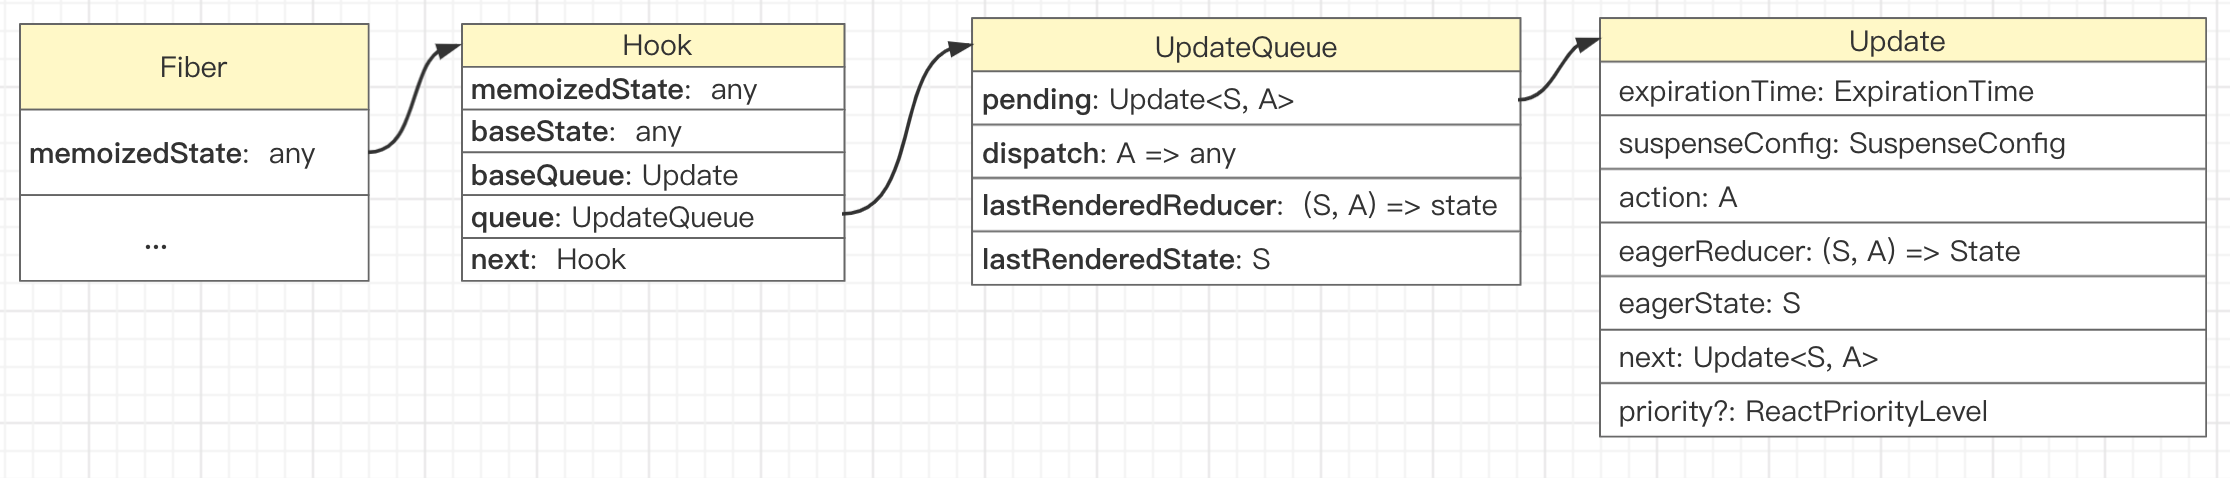 Fiber
memoizedState: any
...
Hook
memoizedState: any
baseState: any
baseQueue: Update
queue: UpdateQueue
next: Hook
UpdateQueue
pending: Update<S, A>
dispatch: A => any
lastRenderedReducer: (S, A) => state
lastRenderedState: S
Update
expirationTime: ExpirationTime
suspenseConfig: SuspenseConfig
action: A
eagerReducer: (S, A) => State
eagerState: S
next: Update<S, A>
priority?: ReactPriorityLevel